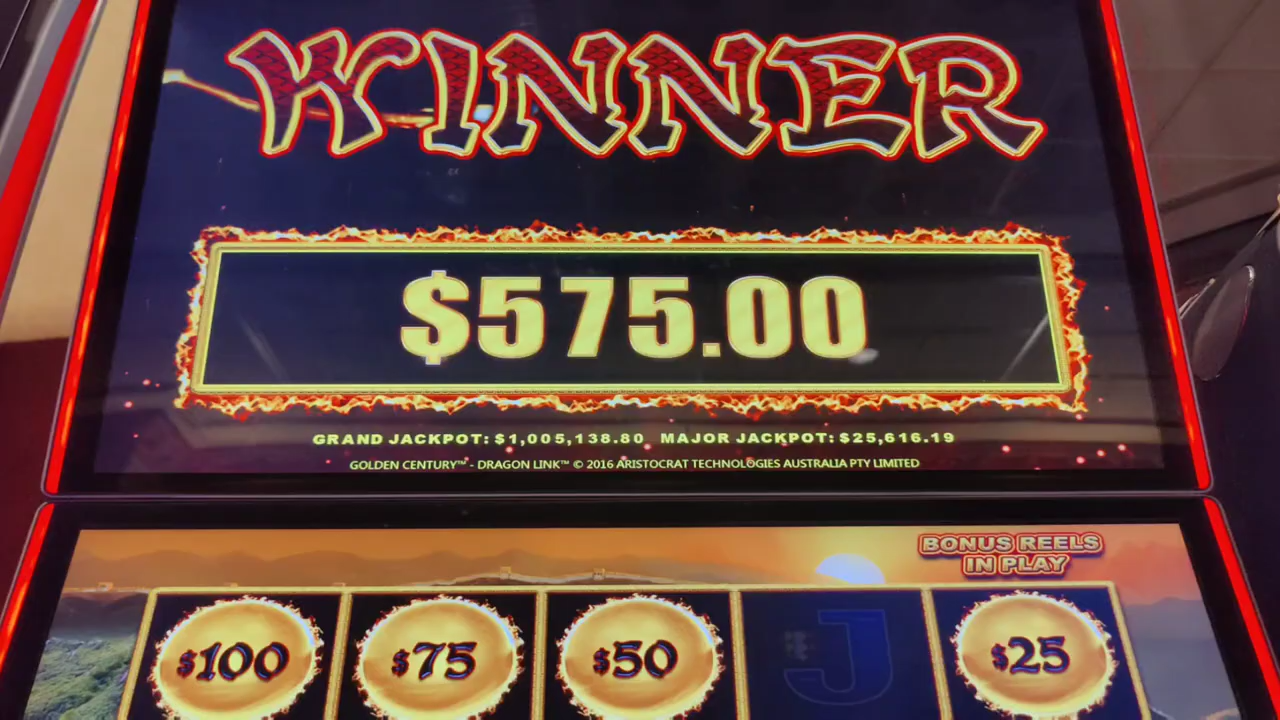 WINNER
$575.00
GRAND JACKPOT: $1,005,138.80 MAJOR JACKPOT: $25,616.19
GOLDEN CENTURY™ - DRAGON LINK™ © 2016 ARISTOCRAT TECHNOLOGIES AUSTRALIA PTY LIMITED
BONUS REELS
IN PLAY
$100 $75 $50 J $25